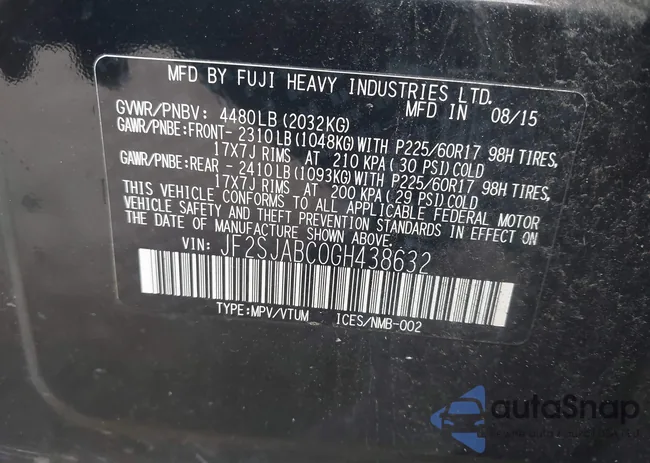 MFD BY FUJI HEAVY INDUSTRIES LTD.
MFD IN 08/15
GVWR/PNBV: 4480LB(2032KG)
GAWR/PNBE:FRONT- 2310LB(1048KG)WITH P225/60R17 98H TIRES,
17X7J RIMS AT 210 KPA(30 PSI)COLD
GAWR/PNBE:REAR - 2410LB(1093KG)WITH P225/60R17 98H TIRES,
17X7J RIMS AT 200 KPA(29 PSI)COLD
THIS VEHICLE CONFORMS TO ALL APPLICABLE FEDERAL MOTOR
VEHICLE SAFETY AND THEFT PREVENTION STANDARDS IN EFFECT ON
THE DATE OF MANUFACTURE SHOWN ABOVE.
VIN: JF2SJABC0GH438632
TYPE:MPV/VTUM ICES/NMB-002
autoSnap